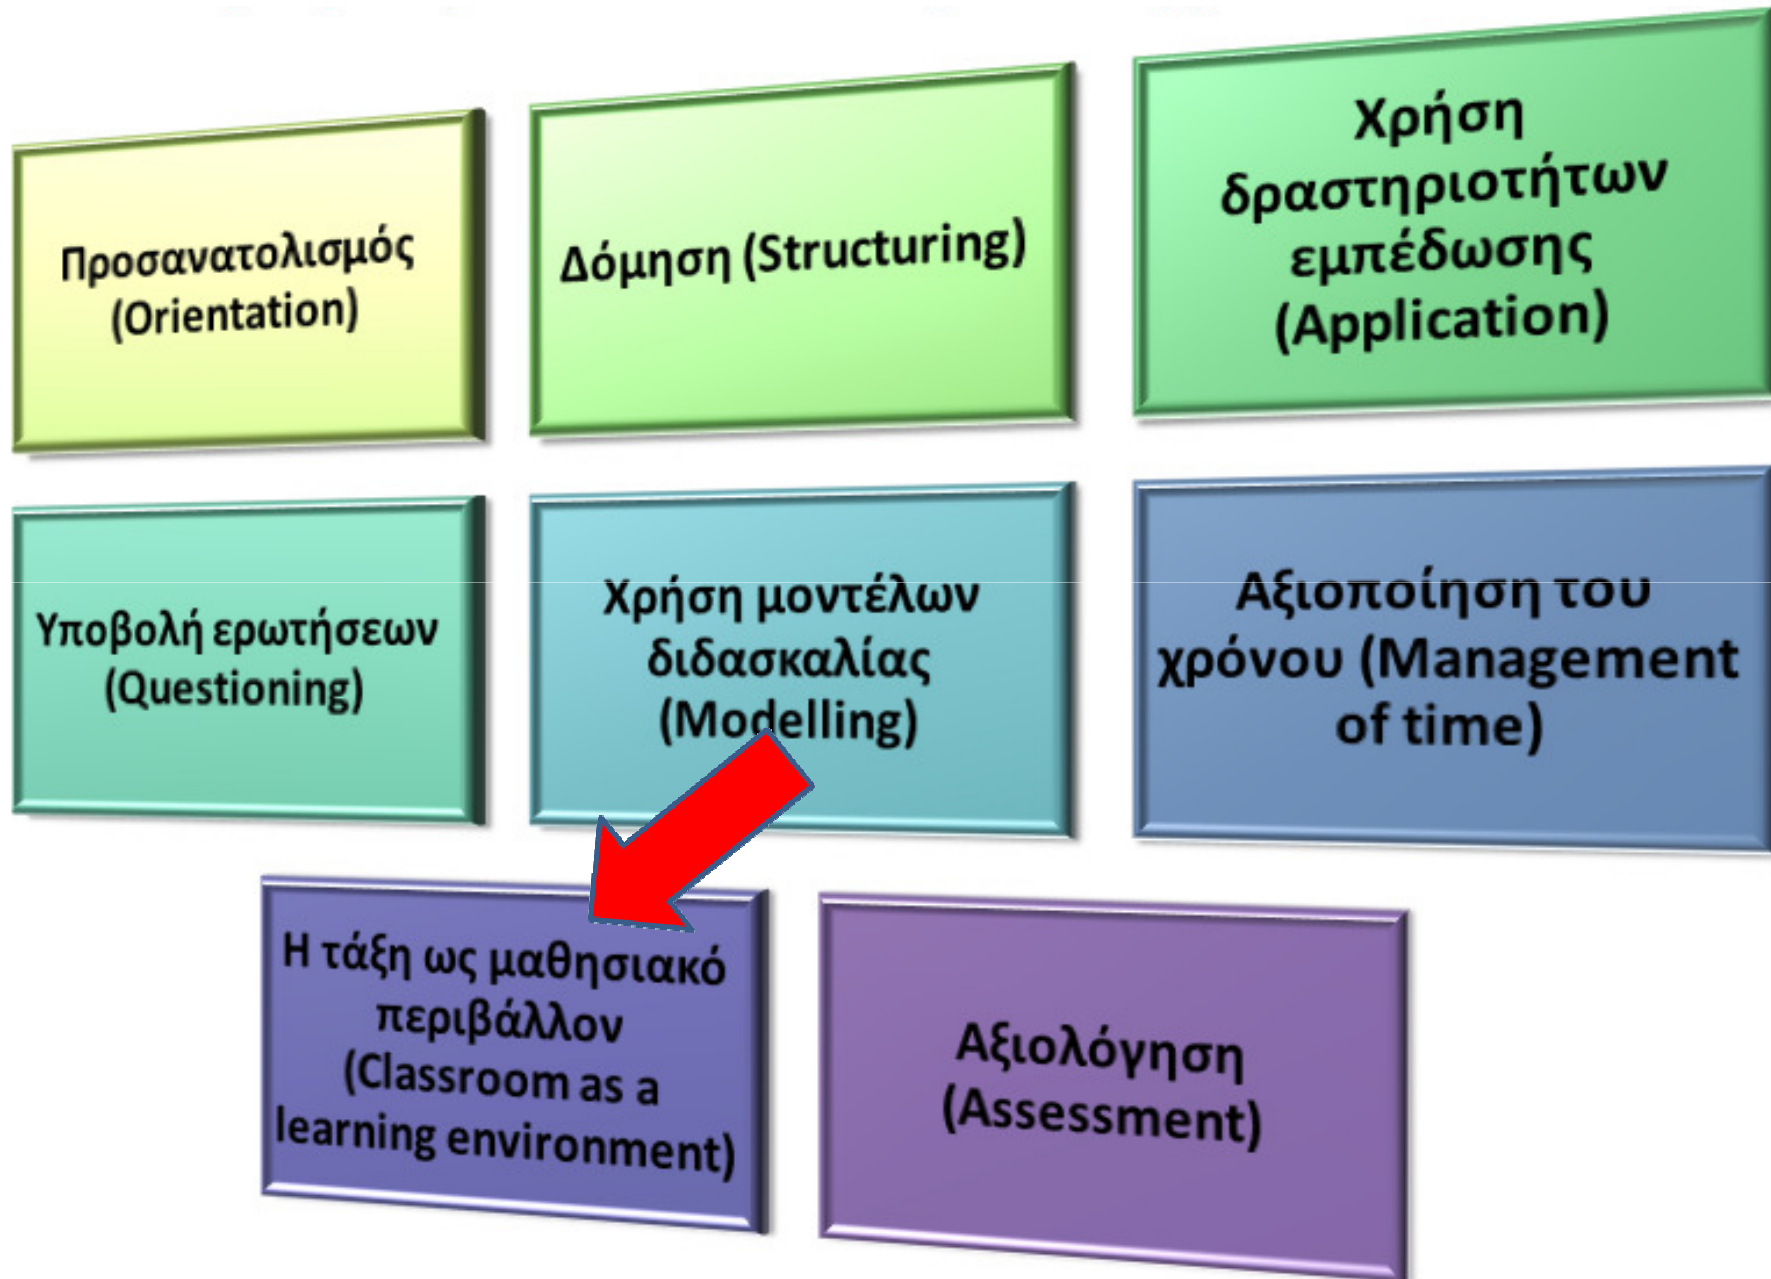 Προσανατολισμός
(Orientation)
Δόμηση (Structuring)
Χρήση
δραστηριοτήτων
εμπέδωσης
(Application)
Υποβολή ερωτήσεων
(Questioning)
Χρήση μοντέλων
διδασκαλίας
(Modelling)
Αξιοποίηση του
χρόνου (Management
of time)
Η τάξη ως μαθησιακό
περιβάλλον
(Classroom as a
learning environment)
Αξιολόγηση
(Assessment)